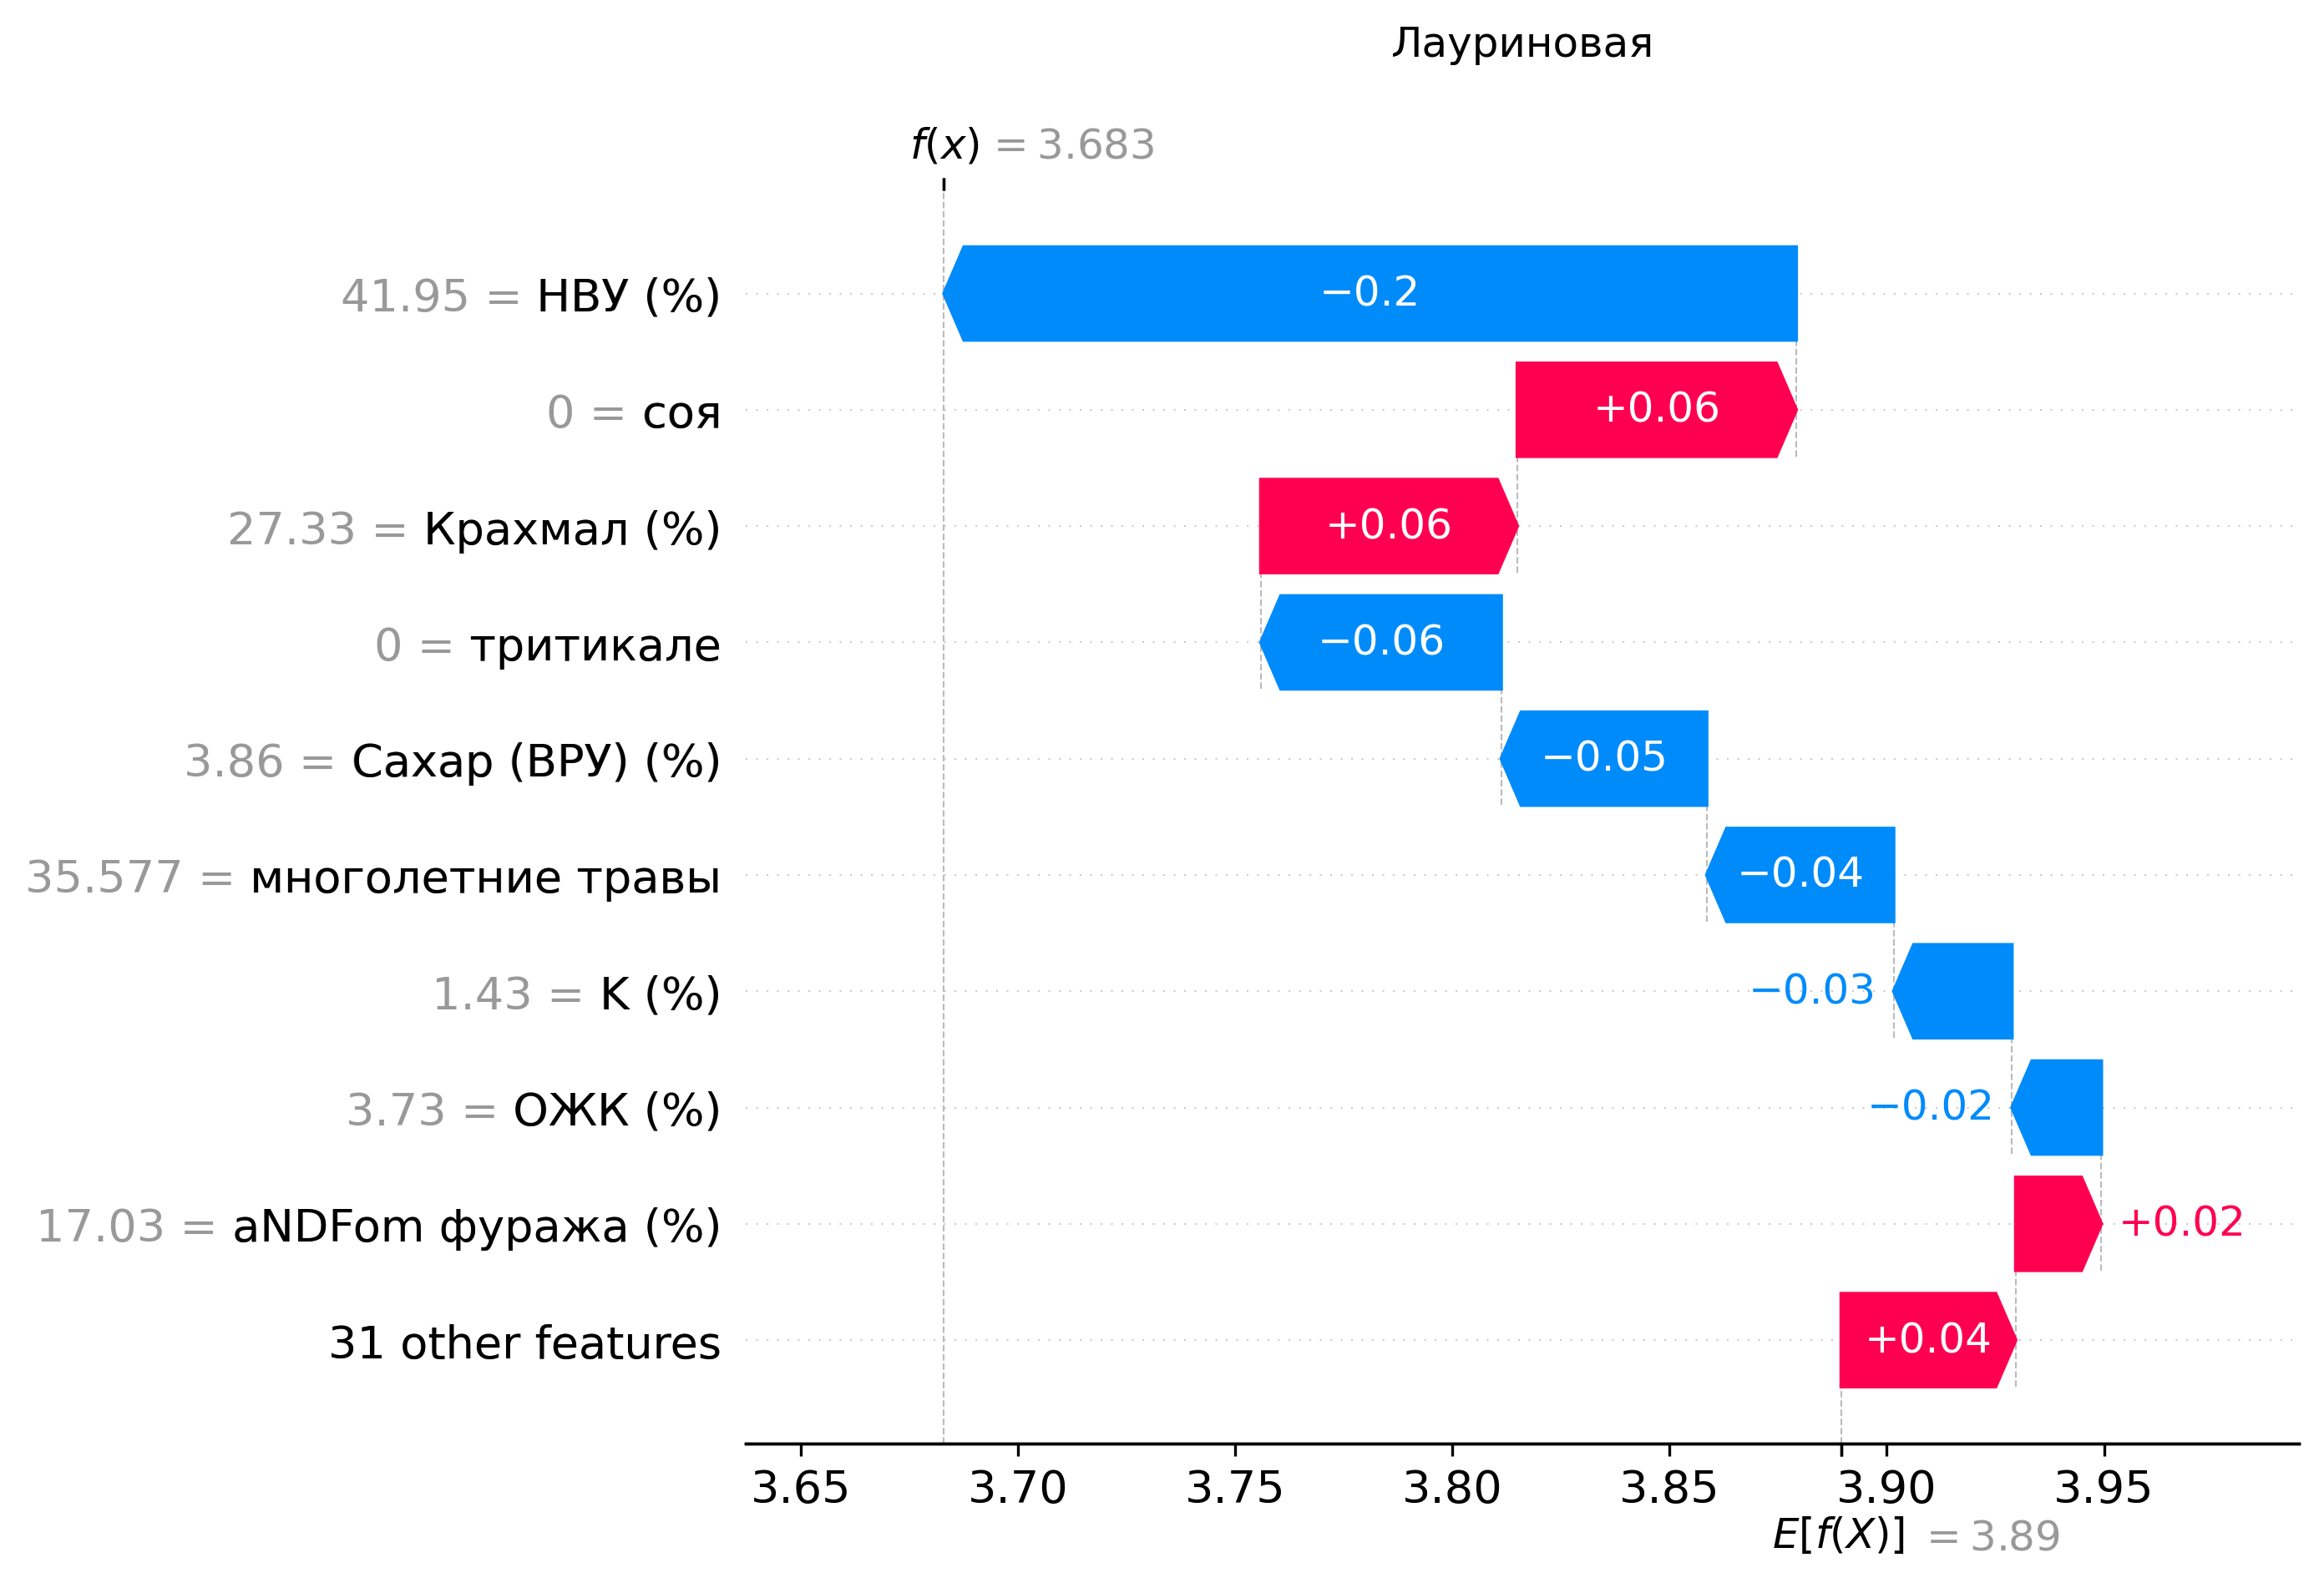 Лауриновая
f(x) = 3.683
41.95 = НВУ (%)
−0.2
0 = соя
+0.06
27.33 = Крахмал (%)
+0.06
0 = тритикале
−0.06
3.86 = Сахар (ВРУ) (%)
−0.05
35.577 = многолетние травы
−0.04
1.43 = K (%)
−0.03
3.73 = ОЖК (%)
−0.02
17.03 = aNDFom фуража (%)
+0.02
31 other features
+0.04
3.65 3.70 3.75 3.80 3.85 3.90 3.95
E[f(X)] = 3.89